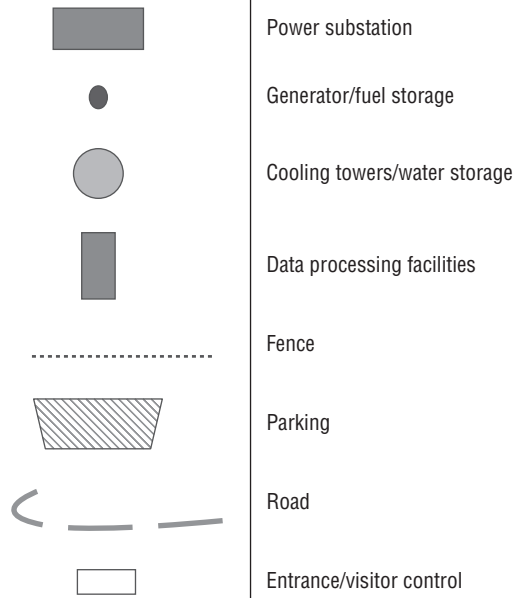 Power substation
Generator/fuel storage
Cooling towers/water storage
Data processing facilities
Fence
Parking
Road
Entrance/visitor control